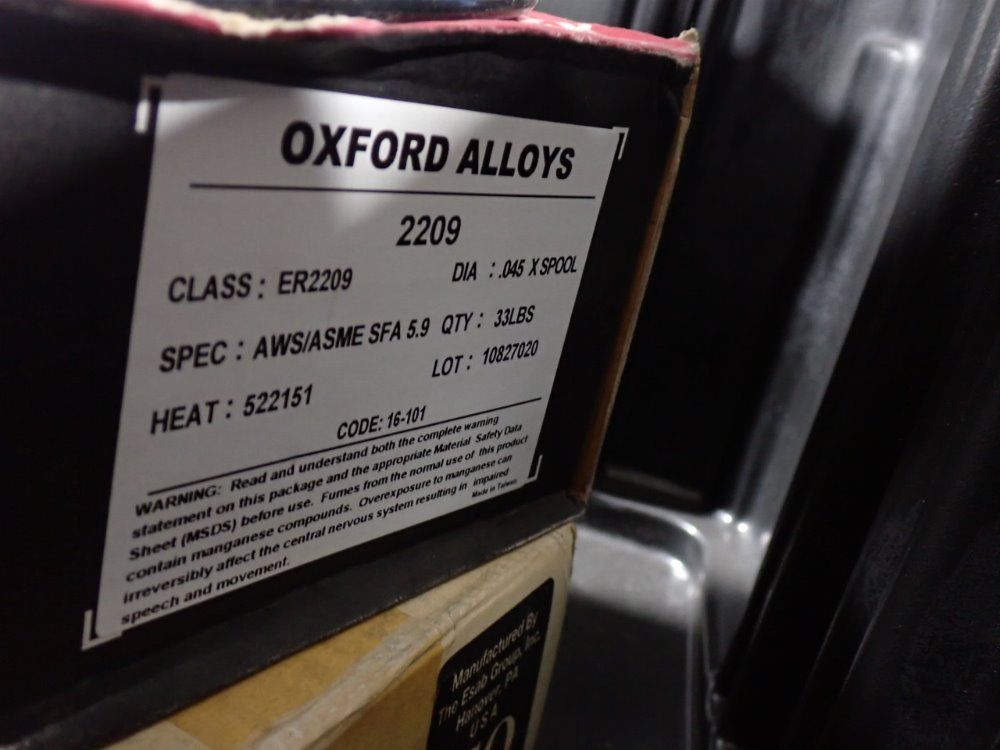 OXFORD ALLOYS
2209
CLASS : ER2209 DIA : .045 X SPOOL
SPEC : AWS/ASME SFA 5.9 QTY : 33LBS
HEAT : 522151 LOT : 10827020
CODE: 16-101
WARNING: Read and understand both the complete warning
statement on this package and the appropriate Material Safety Data
Sheet (MSDS) before use. Fumes from the normal use of this product
contain manganese compounds. Overexposure to manganese can
irreversibly affect the central nervous system resulting in impaired
speech and movement.
Made in Taiwan
Manufactured By
The Esab Group, Inc.
Hanover, PA
USA